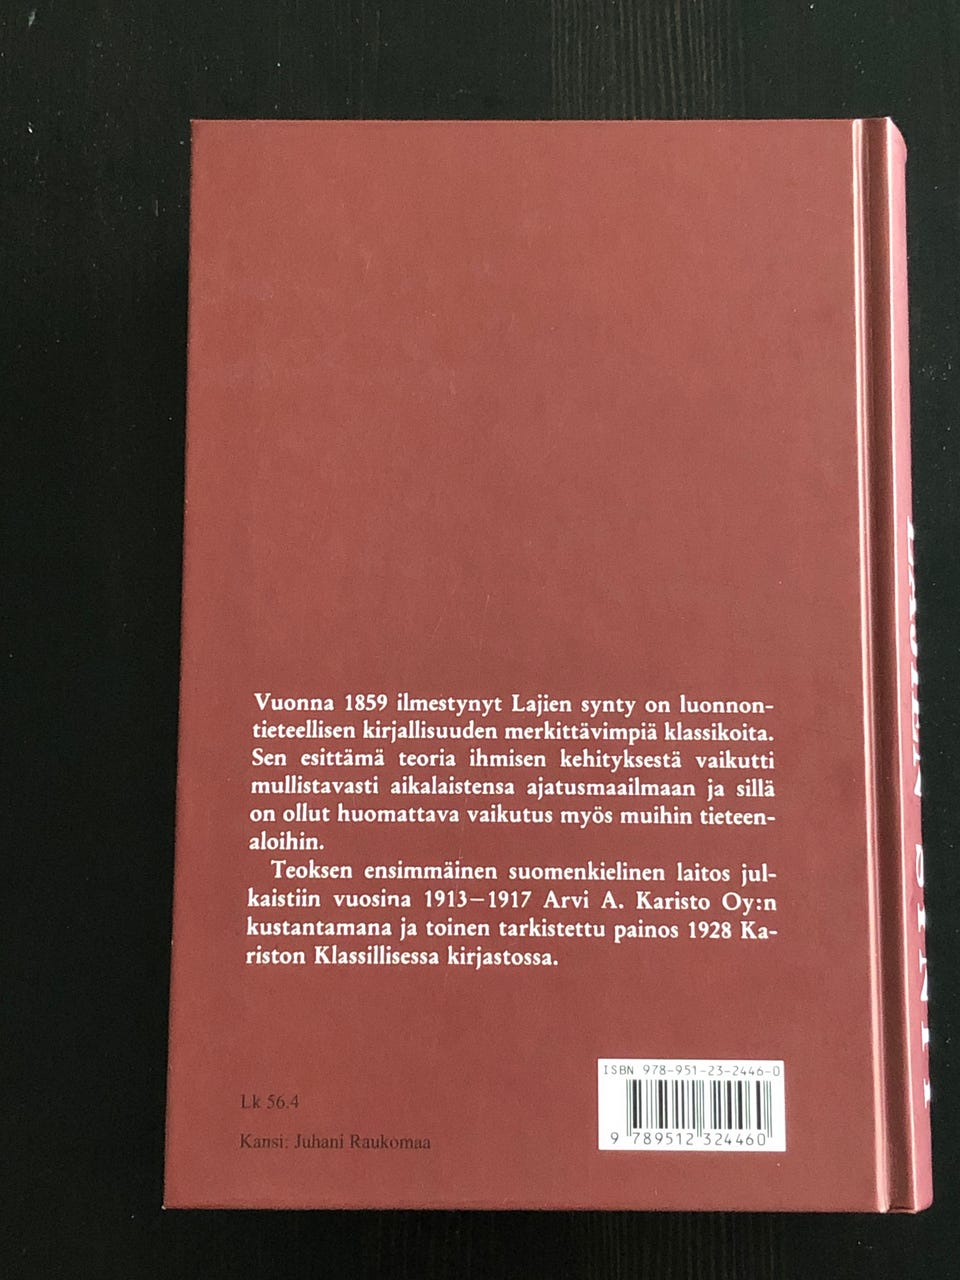 Vuonna 1859 ilmestynyt Lajien synty on luonnon-
tieteellisen kirjallisuuden merkittävimpiä klassikoita.
Sen esittämä teoria ihmisen kehityksestä vaikutti
mullistavasti aikalaistensa ajatusmaailmaan ja sillä
on ollut huomattava vaikutus myös muihin tieteen-
aloihin.
Teoksen ensimmäinen suomenkielinen laitos jul-
kaistiin vuosina 1913–1917 Arvi A. Karisto Oy:n
kustantamana ja toinen tarkistettu painos 1928 Ka-
riston Klassillisessa kirjastossa.
Lk 56.4
Kansi: Juhani Raukomaa
ISBN 978-951-23-2446-0
9 789512 324460